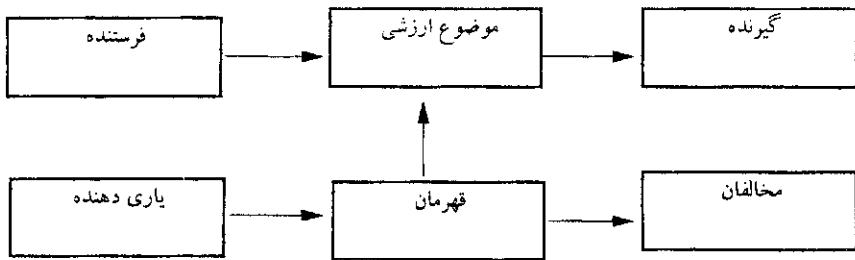 فرستنده
موضوع ارزشی
گیرنده
یاری دهنده
قهرمان
مخالفان